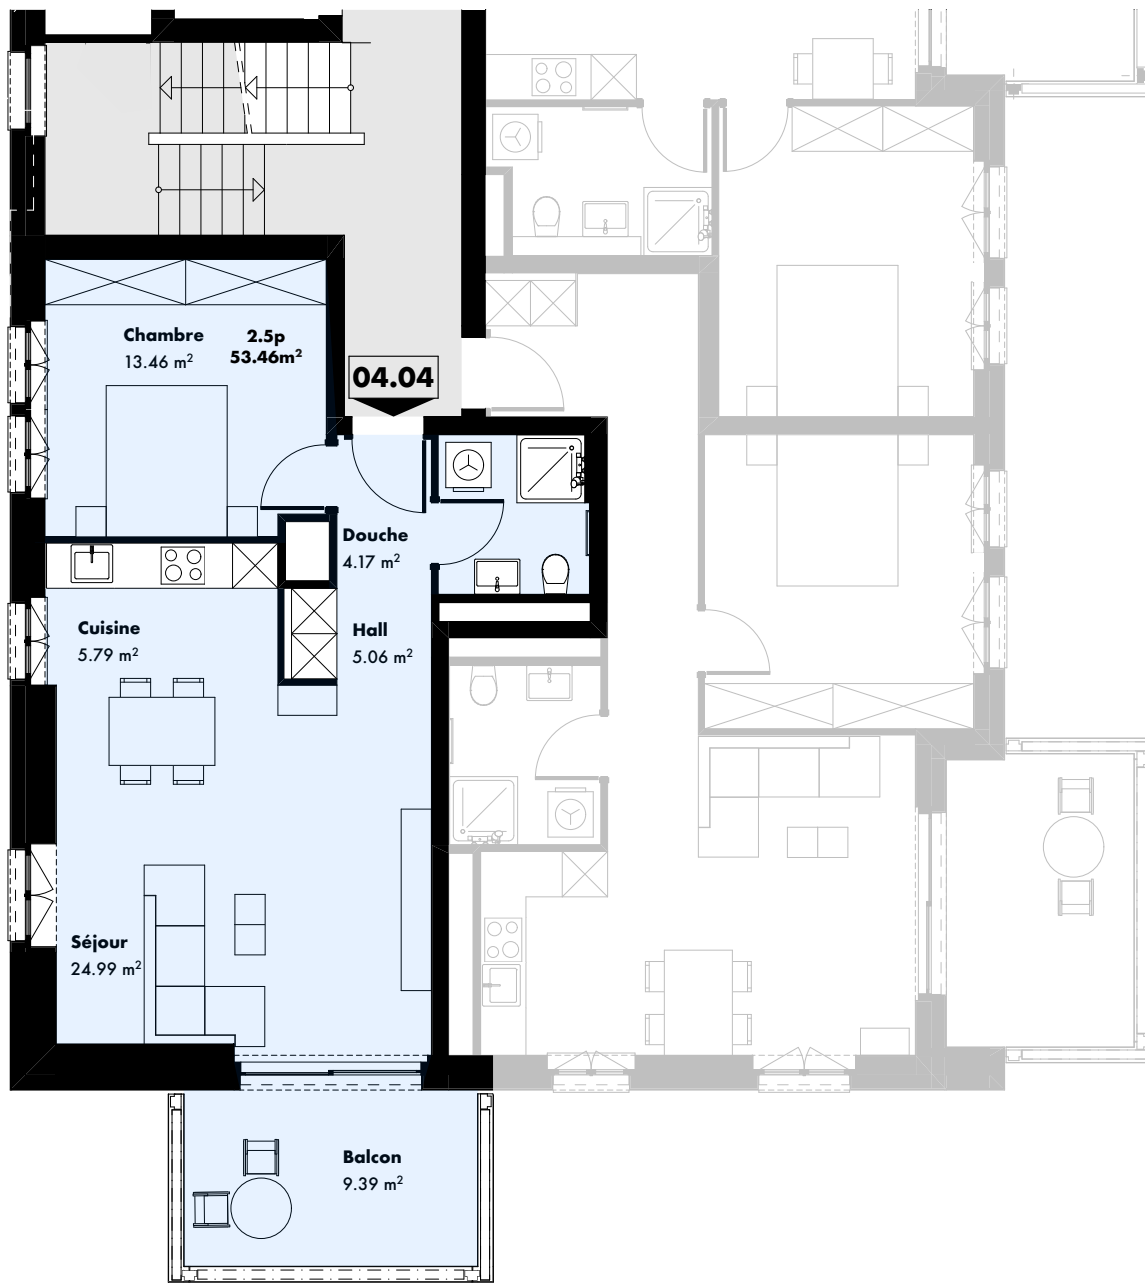 Chambre
13.46 m²
2.5p
53.46m²
04.04
Douche
4.17 m²
Cuisine
5.79 m²
Hall
5.06 m²
Séjour
24.99 m²
Balcon
9.39 m²